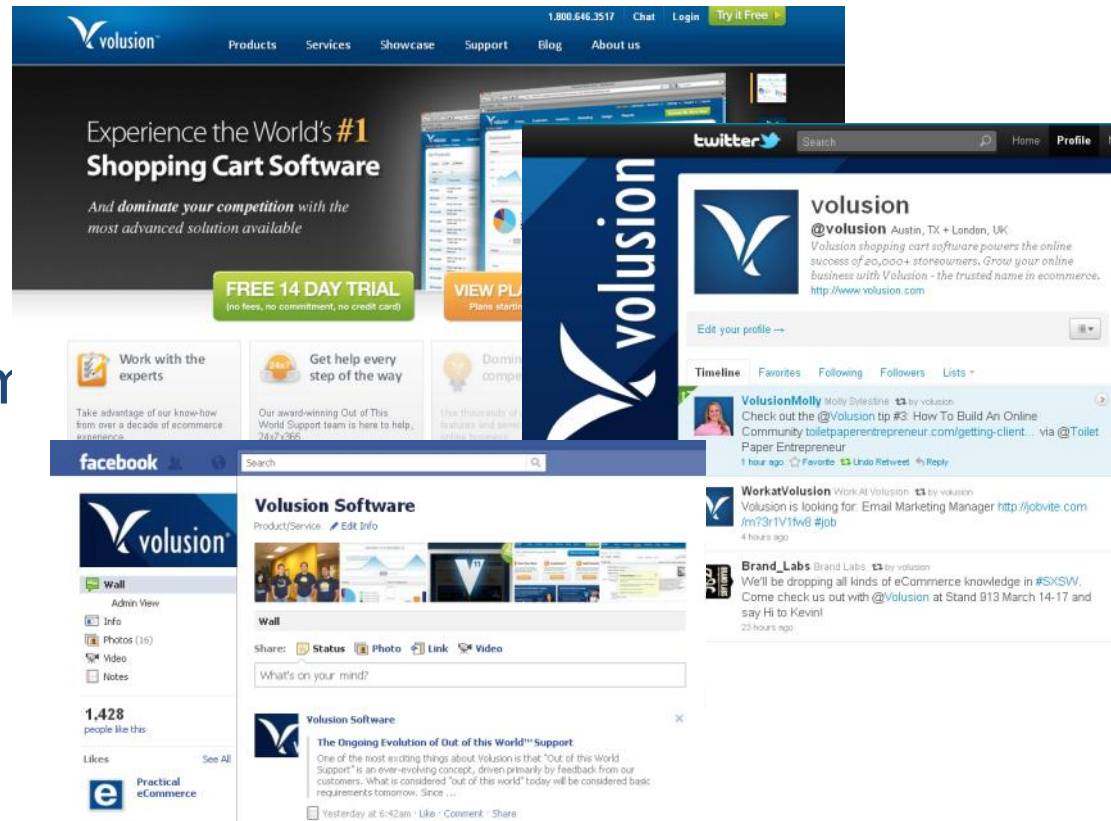 1.800.646.3517 Chat Login Try it Free
volusion
Products Services Showcase Support Blog About us
Experience the World's #1
Shopping Cart Software
And dominate your competition with the
most advanced solution available
FREE 14 DAY TRIAL
(no fees, no commitment, no credit card)
VIEW
Plans
Work with the
experts
Take advantage of our know-how
from over a decade of ecommerce
experience
Get help every
step of the way
Our award-winning Out of This
World Support team is here to help,
24x7x365
twitter Search Home Profile
volusion
volusion
@volusion Austin, TX + London, UK
Volusion shopping cart software powers the online
success of 20,000+ storeowners. Grow your online
business with Volusion - the trusted name in ecommerce.
http://www.volusion.com
Edit your profile →
Timeline Favorites Following Followers Lists
VolusionMolly Molly Sylestine by volusion
Check out the @Volusion tip #3: How To Build An Online
Community toiletpaperentrepreneur.com/getting-client... via @Toilet
Paper Entrepreneur
1 hour ago Favorite Undo Retweet Reply
WorkatVolusion Work At Volusion by volusion
Volusion is looking for: Email Marketing Manager http://jobvite.com
/m?3r1V1fw8 #job
4 hours ago
Brand_Labs Brand Labs by volusion
We'll be dropping all kinds of eCommerce knowledge in #SXSW.
Come check us out with @Volusion at Stand 913 March 14-17 and
say Hi to Kevin!
23 hours ago
facebook Search
volusion
Wall
Admin View
Info
Photos (16)
Video
Notes
1,428
people like this
Likes See All
Practical
eCommerce
Volusion Software
Product/Service Edit Info
Wall
Share: Status Photo Link Video
What's on your mind?
Volusion Software
The Ongoing Evolution of Out of this World™ Support
One of the most exciting things about Volusion is that "Out of this World
Support" is an ever-evolving concept, driven primarily by feedback from our
customers. What is considered "out of this world" today will be considered basic
requirements tomorrow. Since ...
Yesterday at 6:42am · Like · Comment · Share